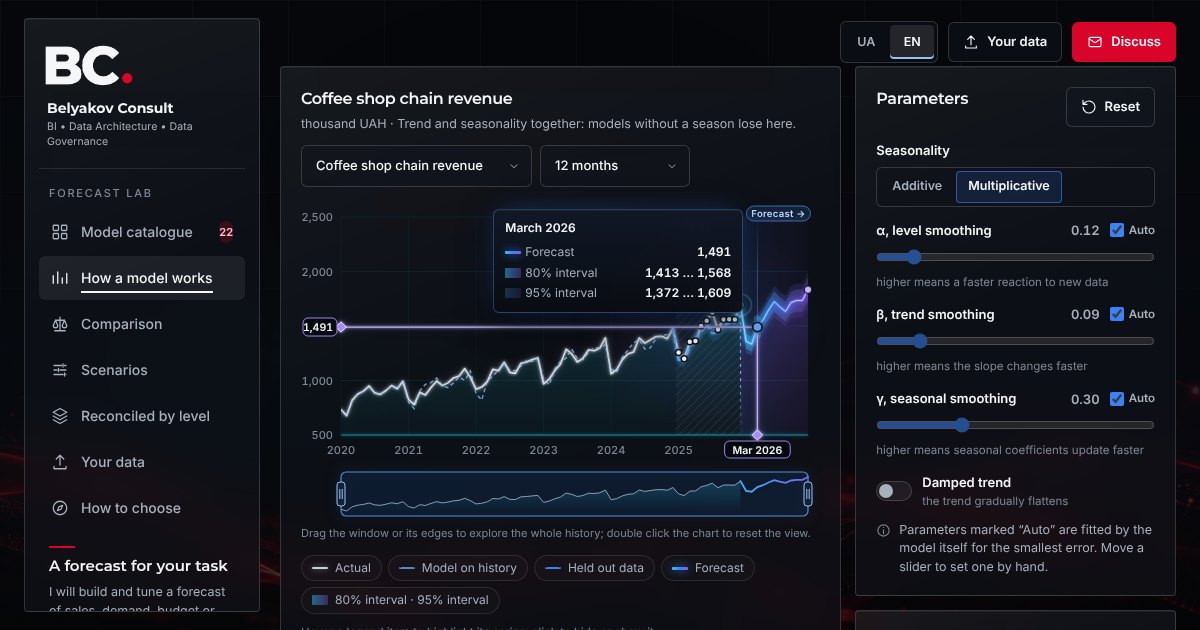 BC.
Belyakov Consult
BI • Data Architecture • Data
Governance
FORECAST LAB
Model catalogue 22
How a model works
Comparison
Scenarios
Reconciled by level
Your data
How to choose
A forecast for your task
I will build and tune a forecast
of sales, demand, budget or
UA EN
Your data
Discuss
Coffee shop chain revenue
thousand UAH · Trend and seasonality together: models without a season lose here.
Coffee shop chain revenue
12 months
Forecast →
March 2026
Forecast 1,491
80% interval 1,413 … 1,568
95% interval 1,372 … 1,609
2,500
2,000
1,491
1,000
500
2020 2021 2022 2023 2024 2025 Mar 2026
Drag the window or its edges to explore the whole history; double click the chart to reset the view.
Actual
Model on history
Held out data
Forecast
80% interval · 95% interval
Parameters
Reset
Seasonality
Additive Multiplicative
α, level smoothing 0.12 Auto
higher means a faster reaction to new data
β, trend smoothing 0.09 Auto
higher means the slope changes faster
γ, seasonal smoothing 0.30 Auto
higher means seasonal coefficients update faster
Damped trend
the trend gradually flattens
Parameters marked “Auto” are fitted by the
model itself for the smallest error. Move a
slider to set one by hand.